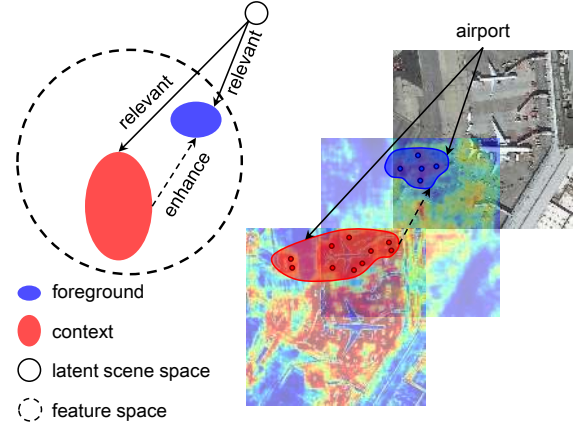 airport
relevant
relevant
enhance
foreground
context
latent scene space
feature space